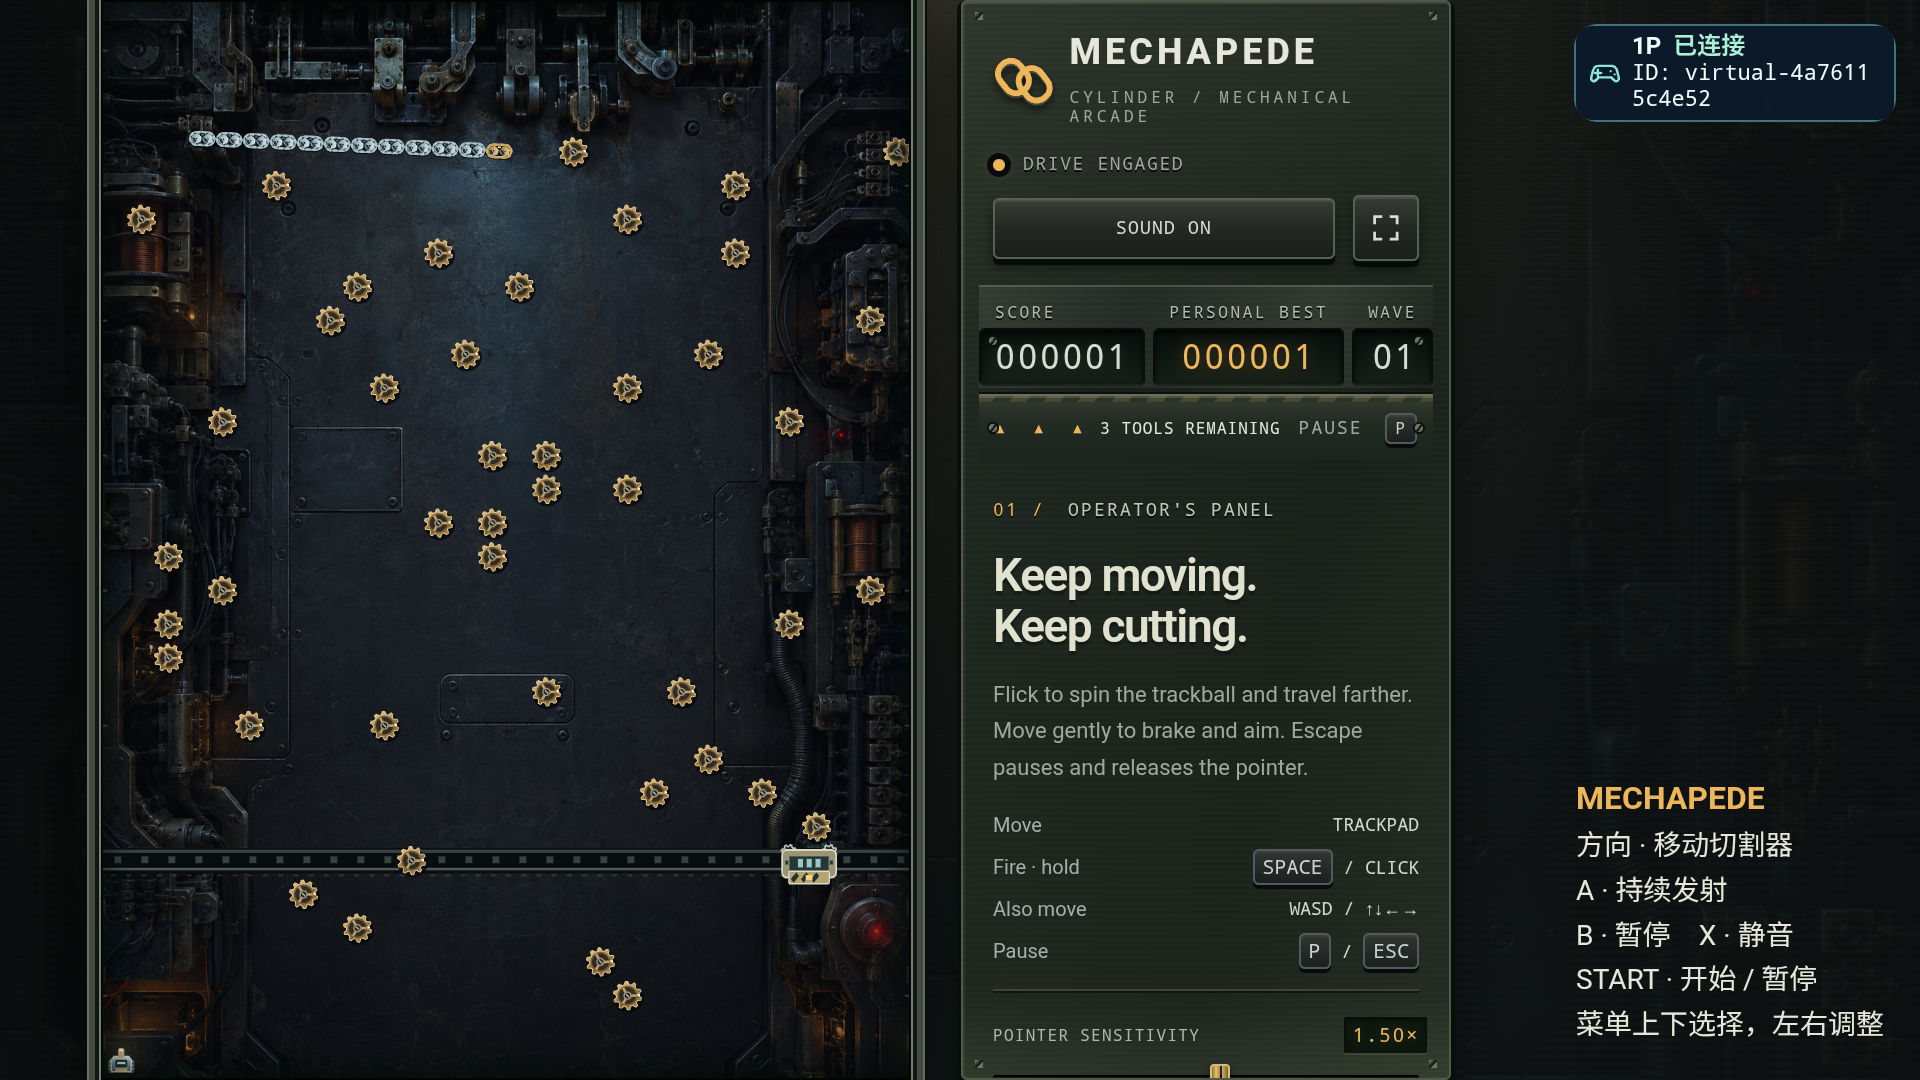 MECHAPEDE
CYLINDER / MECHANICAL
ARCADE
DRIVE ENGAGED
SOUND ON
SCORE
PERSONAL BEST
WAVE
000001
000001
01
3 TOOLS REMAINING
PAUSE
P
01 / OPERATOR'S PANEL
Keep moving.
Keep cutting.
Flick to spin the trackball and travel farther.
Move gently to brake and aim. Escape
pauses and releases the pointer.
Move TRACKPAD
Fire · hold SPACE / CLICK
Also move WASD / ↑↓←→
Pause P / ESC
POINTER SENSITIVITY 1.50×
1P 已连接
ID: virtual-4a7611
5c4e52
MECHAPEDE
方向 · 移动切割器
A · 持续发射
B · 暂停 X · 静音
START · 开始 / 暂停
菜单上下选择，左右调整